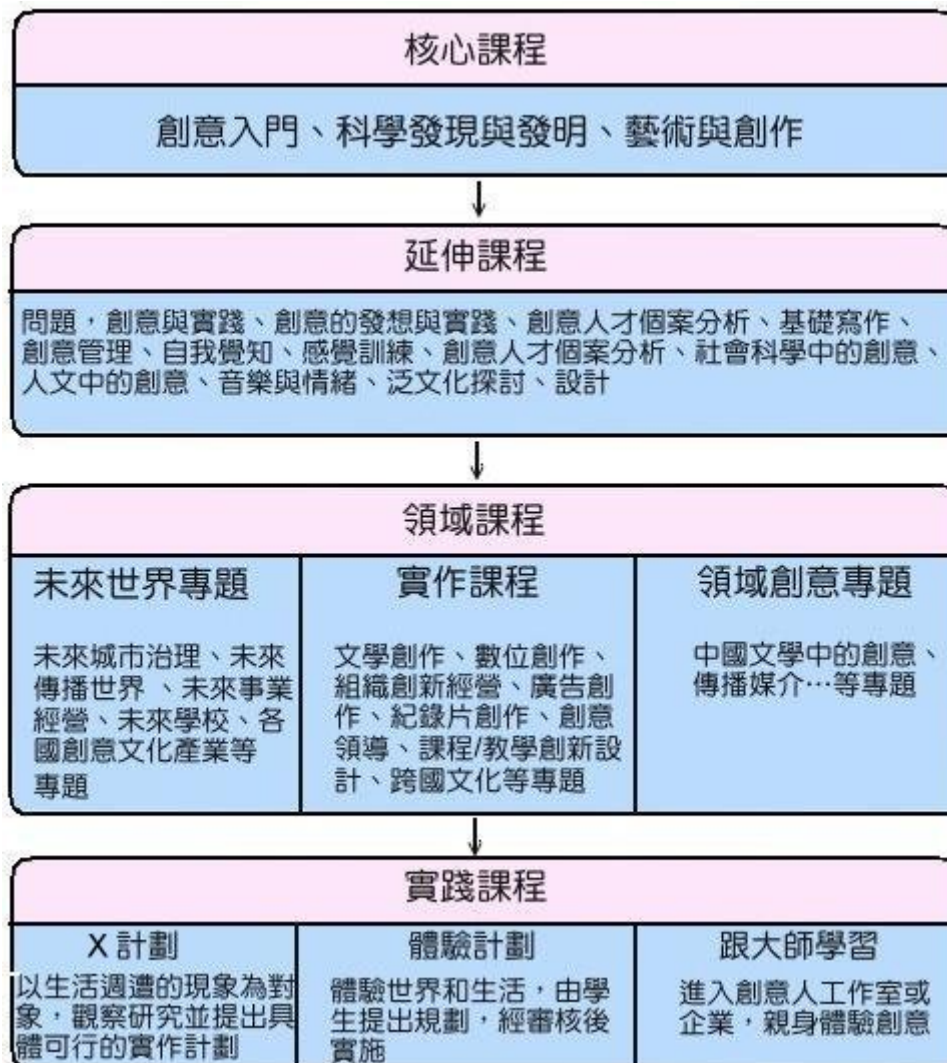 核心課程
創意入門、科學發現與發明、藝術與創作
延伸課程
問題，創意與實踐、創意的發想與實踐、創意人才個案分析、基礎寫作、
創意管理、自我覺知、感覺訓練、創意人才個案分析、社會科學中的創意、
人文中的創意、音樂與情緒、泛文化探討、設計
領域課程
未來世界專題
未來城市治理、未來
傳播世界 、未來事業
經營、未來學校、各
國創意文化產業等
專題
實作課程
文學創作、數位創作、
組織創新經營、廣告創
作、紀錄片創作、創意
領導、課程/教學創新設
計、跨國文化等專題
領域創意專題
中國文學中的創意、
傳播媒介…等專題
實踐課程
X 計劃
以生活週遭的現象為對
象，觀察研究並提出具
體可行的實作計劃
體驗計劃
體驗世界和生活，由學
生提出規劃，經審核後
實施
跟大師學習
進入創意人工作室或
企業，親身體驗創意